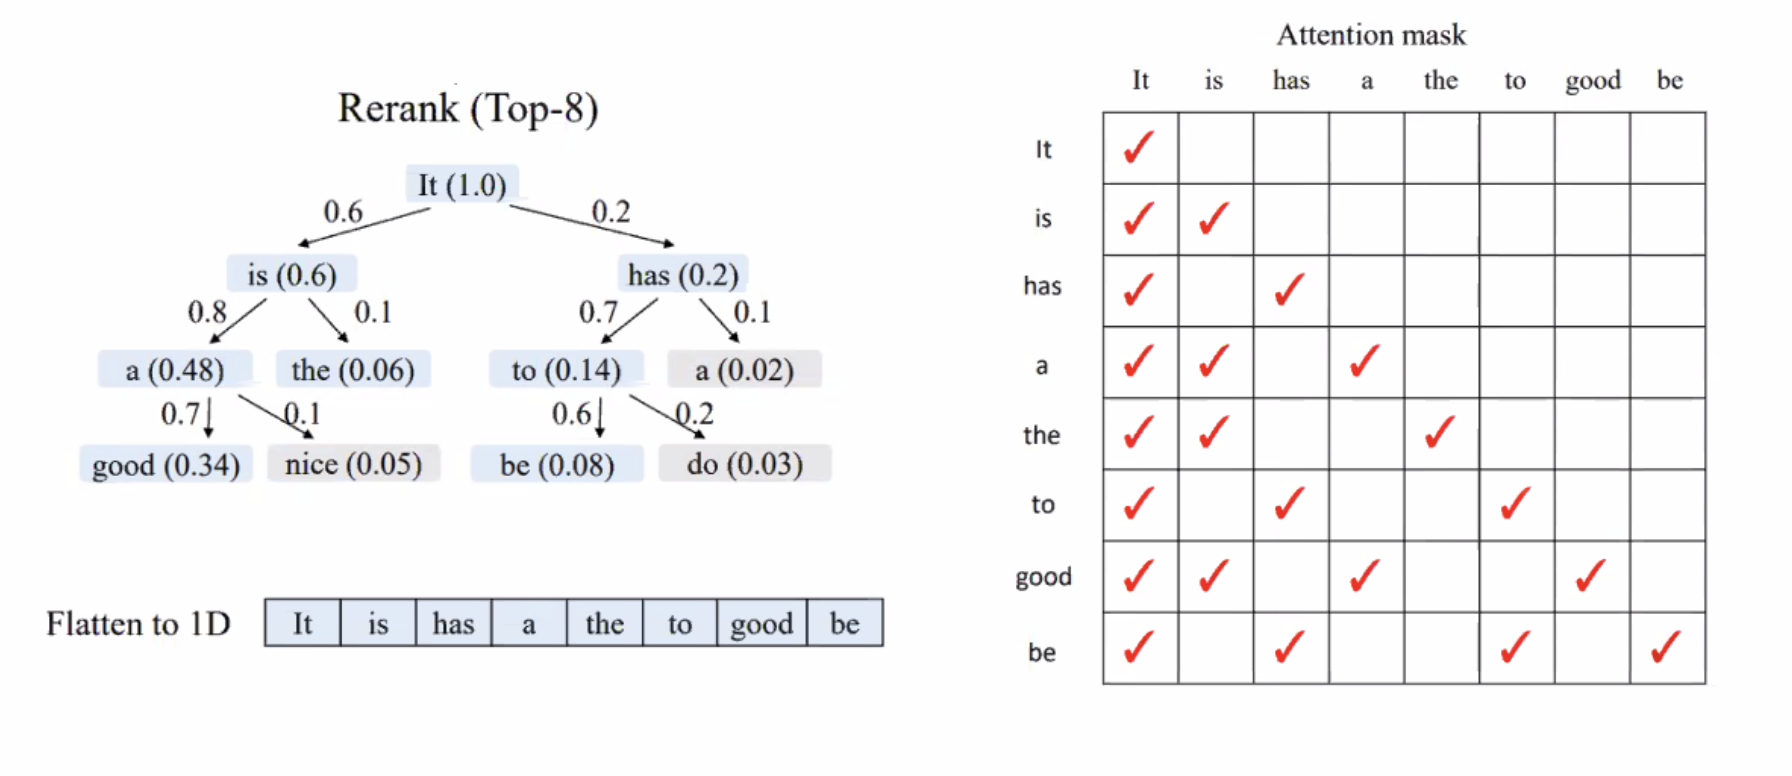 Rerank (Top-8)
It (1.0)
0.6 0.2
is (0.6) has (0.2)
0.8 0.1 0.7 0.1
a (0.48) the (0.06) to (0.14) a (0.02)
0.7 0.1 0.6 0.2
good (0.34) nice (0.05) be (0.08) do (0.03)
Flatten to 1D It is has a the to good be
Attention mask
It is has a the to good be
It
is
has
a
the
to
good
be